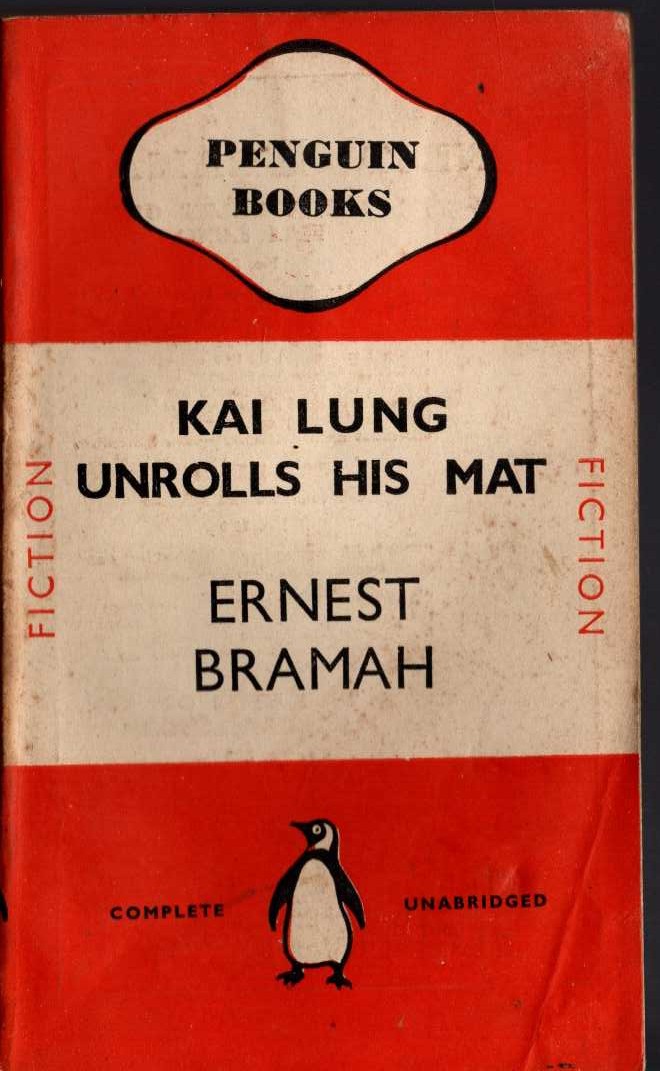 PENGUIN
BOOKS
KAI LUNG
UNROLLS HIS MAT
FICTION
FICTION
ERNEST
BRAMAH
COMPLETE
UNABRIDGED